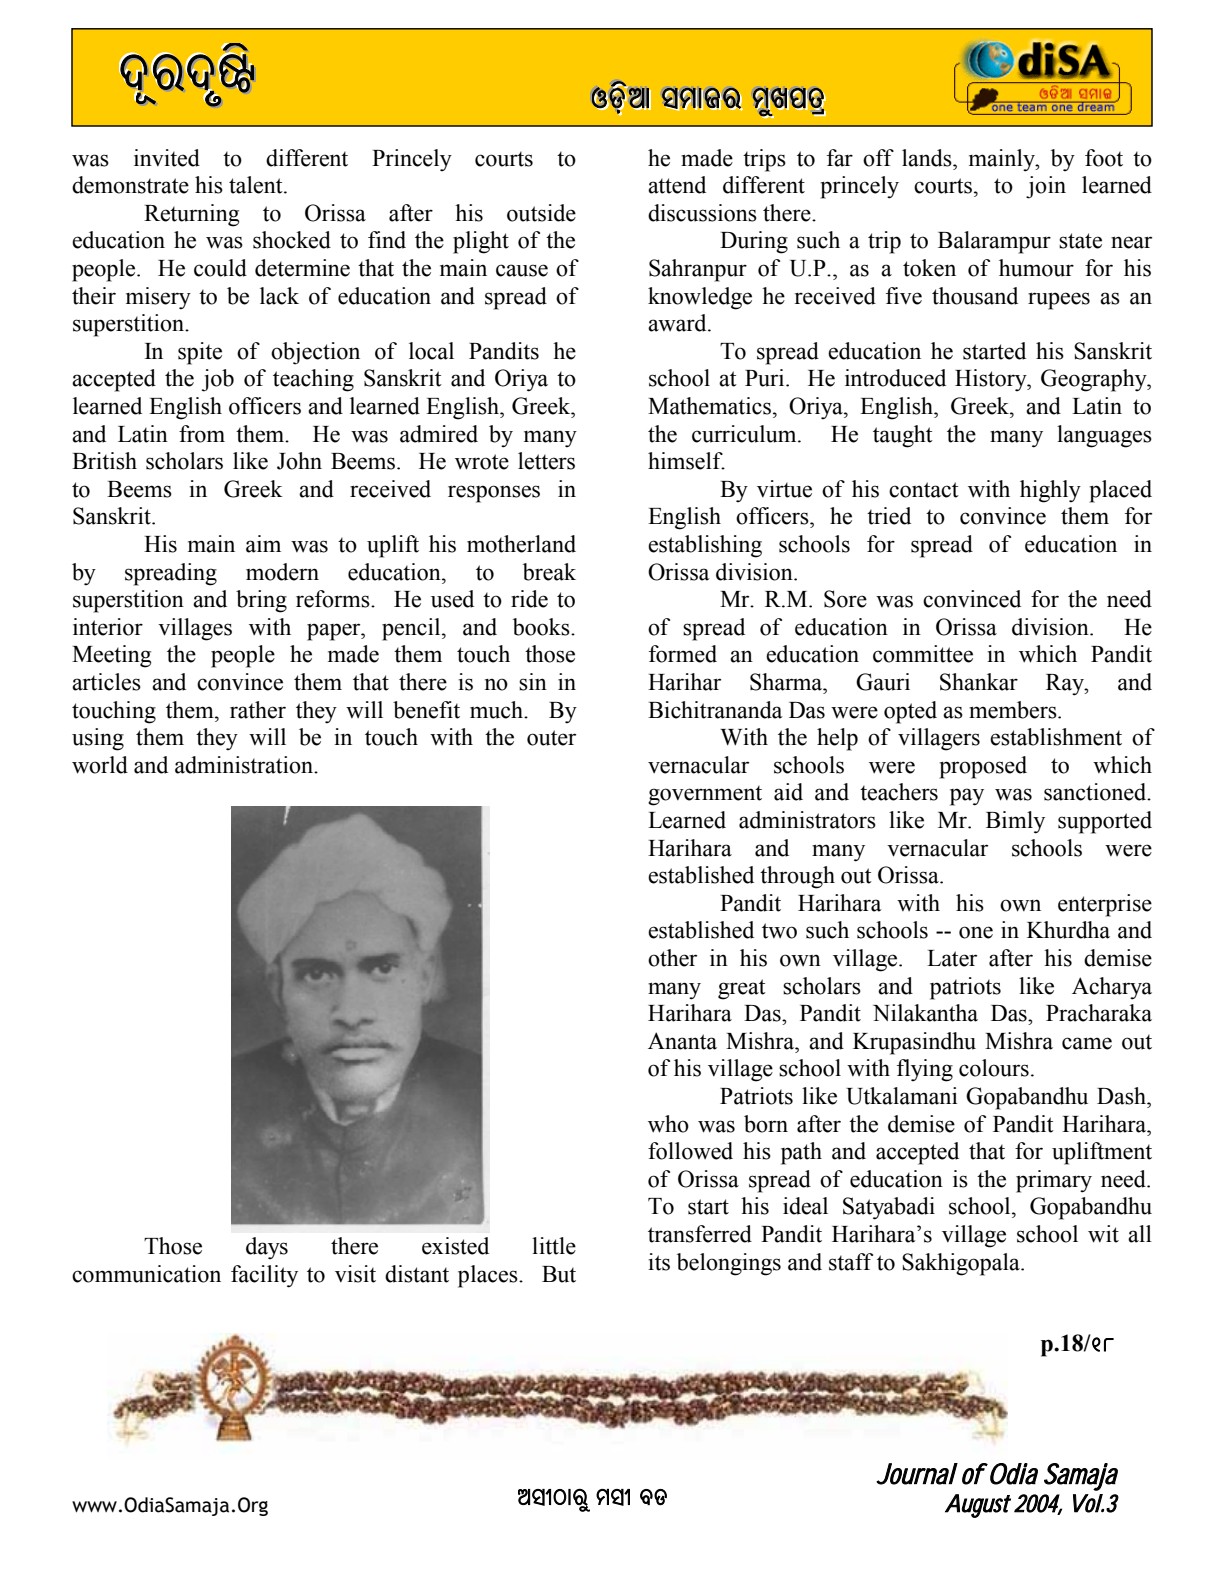 ଦୂରଦୃଷ୍ଟି
ଓଡ଼ିଆ ସମାଜର ମୁଖପତ୍ର
diSA
ଓଡ଼ିଆ ସମାଜ
one team one dream
was invited to different Princely courts to
demonstrate his talent.
Returning to Orissa after his outside
education he was shocked to find the plight of the
people. He could determine that the main cause of
their misery to be lack of education and spread of
superstition.
In spite of objection of local Pandits he
accepted the job of teaching Sanskrit and Oriya to
learned English officers and learned English, Greek,
and Latin from them. He was admired by many
British scholars like John Beems. He wrote letters
to Beems in Greek and received responses in
Sanskrit.
His main aim was to uplift his motherland
by spreading modern education, to break
superstition and bring reforms. He used to ride to
interior villages with paper, pencil, and books.
Meeting the people he made them touch those
articles and convince them that there is no sin in
touching them, rather they will benefit much. By
using them they will be in touch with the outer
world and administration.
Those days there existed little
communication facility to visit distant places. But
he made trips to far off lands, mainly, by foot to
attend different princely courts, to join learned
discussions there.
During such a trip to Balarampur state near
Sahranpur of U.P., as a token of humour for his
knowledge he received five thousand rupees as an
award.
To spread education he started his Sanskrit
school at Puri. He introduced History, Geography,
Mathematics, Oriya, English, Greek, and Latin to
the curriculum. He taught the many languages
himself.
By virtue of his contact with highly placed
English officers, he tried to convince them for
establishing schools for spread of education in
Orissa division.
Mr. R.M. Sore was convinced for the need
of spread of education in Orissa division. He
formed an education committee in which Pandit
Harihar Sharma, Gauri Shankar Ray, and
Bichitrananda Das were opted as members.
With the help of villagers establishment of
vernacular schools were proposed to which
government aid and teachers pay was sanctioned.
Learned administrators like Mr. Bimly supported
Harihara and many vernacular schools were
established through out Orissa.
Pandit Harihara with his own enterprise
established two such schools -- one in Khurdha and
other in his own village. Later after his demise
many great scholars and patriots like Acharya
Harihara Das, Pandit Nilakantha Das, Pracharaka
Ananta Mishra, and Krupasindhu Mishra came out
of his village school with flying colours.
Patriots like Utkalamani Gopabandhu Dash,
who was born after the demise of Pandit Harihara,
followed his path and accepted that for upliftment
of Orissa spread of education is the primary need.
To start his ideal Satyabadi school, Gopabandhu
transferred Pandit Harihara’s village school wit all
its belongings and staff to Sakhigopala.
p.18/୧୮
www.OdiaSamaja.Org
ଅସୀଠାରୁ ମସୀ ବଡ
Journal of Odia Samaja
August 2004, Vol.3